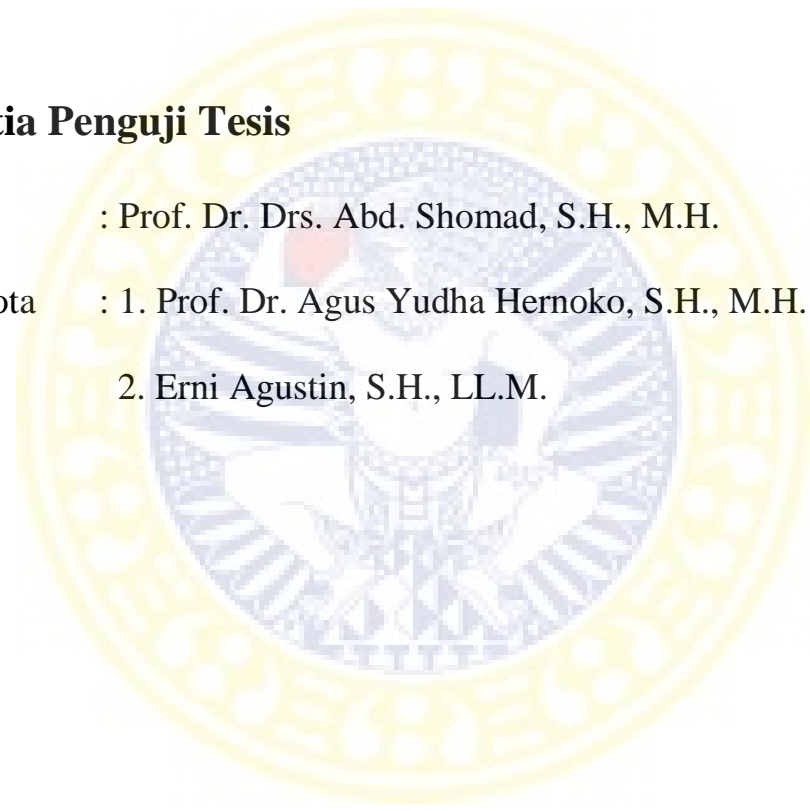 tia Penguji Tesis
: Prof. Dr. Drs. Abd. Shomad, S.H., M.H.
ota : 1. Prof. Dr. Agus Yudha Hernoko, S.H., M.H.
2. Erni Agustin, S.H., LL.M.